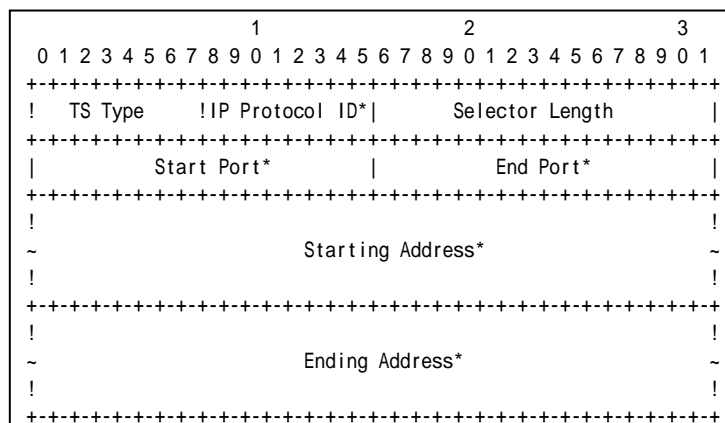 1                   2                   3
 0 1 2 3 4 5 6 7 8 9 0 1 2 3 4 5 6 7 8 9 0 1 2 3 4 5 6 7 8 9 0 1
+-+-+-+-+-+-+-+-+-+-+-+-+-+-+-+-+-+-+-+-+-+-+-+-+-+-+-+-+-+-+-+-+
!   TS Type     !IP Protocol ID*|       Selector Length         |
+-+-+-+-+-+-+-+-+-+-+-+-+-+-+-+-+-+-+-+-+-+-+-+-+-+-+-+-+-+-+-+-+
|           Start Port*         |           End Port*           |
+-+-+-+-+-+-+-+-+-+-+-+-+-+-+-+-+-+-+-+-+-+-+-+-+-+-+-+-+-+-+-+-+
!                                                               !
~                         Starting Address*                     ~
!                                                               !
+-+-+-+-+-+-+-+-+-+-+-+-+-+-+-+-+-+-+-+-+-+-+-+-+-+-+-+-+-+-+-+-+
!                                                               !
~                         Ending Address*                       ~
!                                                               !
+-+-+-+-+-+-+-+-+-+-+-+-+-+-+-+-+-+-+-+-+-+-+-+-+-+-+-+-+-+-+-+-+